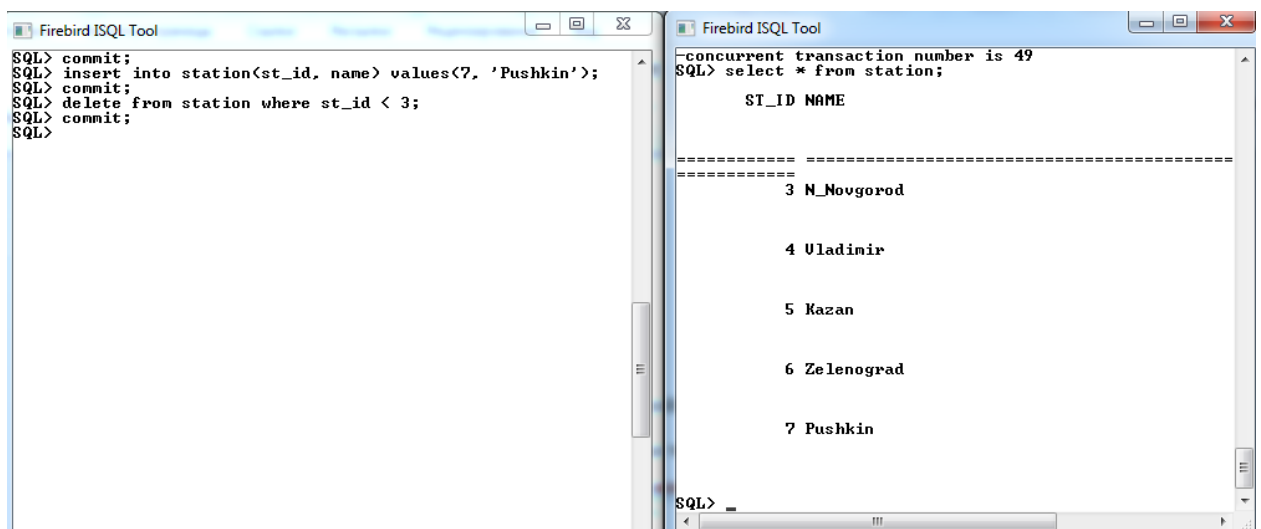 Firebird ISQL Tool
SQL> commit;
SQL> insert into station(st_id, name) values(7, 'Pushkin');
SQL> commit;
SQL> delete from station where st_id < 3;
SQL> commit;
SQL>
Firebird ISQL Tool
-concurrent transaction number is 49
SQL> select * from station;
ST_ID NAME
============ ===========================================
============
3 N_Novgorod
4 Vladimir
5 Kazan
6 Zelenograd
7 Pushkin
SQL> _